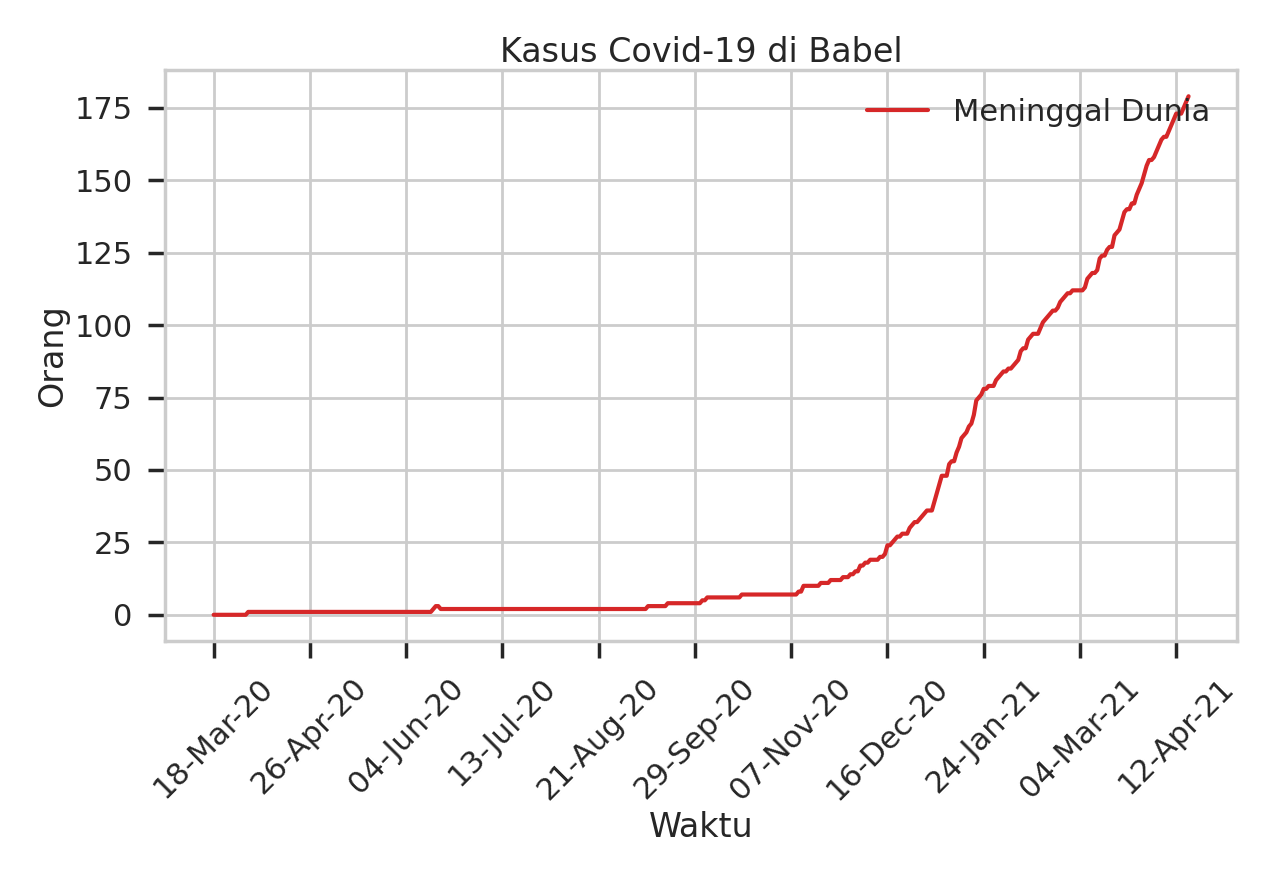 Kasus Covid-19 di Babel
Meninggal Dunia
Orang
175
150
125
100
75
50
25
0
18-Mar-20
26-Apr-20
04-Jun-20
13-Jul-20
21-Aug-20
29-Sep-20
07-Nov-20
16-Dec-20
24-Jan-21
04-Mar-21
12-Apr-21
Waktu